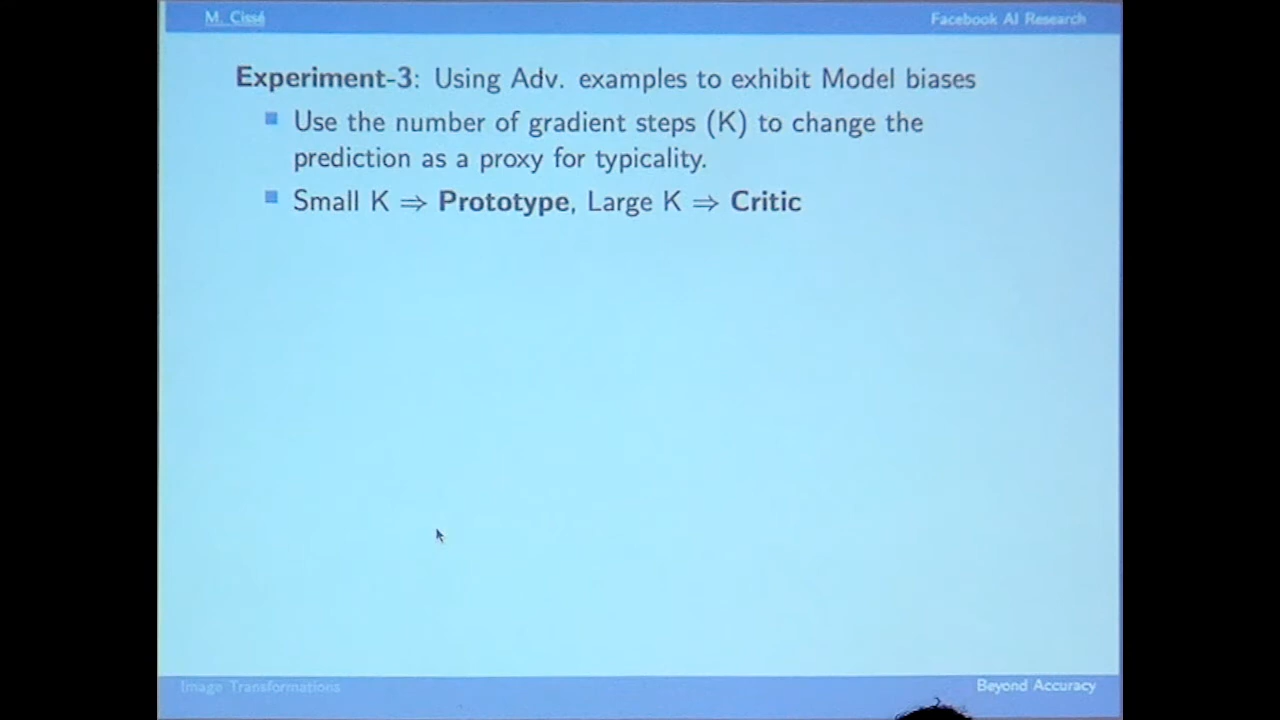 M. Cissé
Facebook AI Research
Experiment-3: Using Adv. examples to exhibit Model biases
Use the number of gradient steps (K) to change the
prediction as a proxy for typicality.
Small K ⇒ Prototype, Large K ⇒ Critic
Image Transformations
Beyond Accuracy